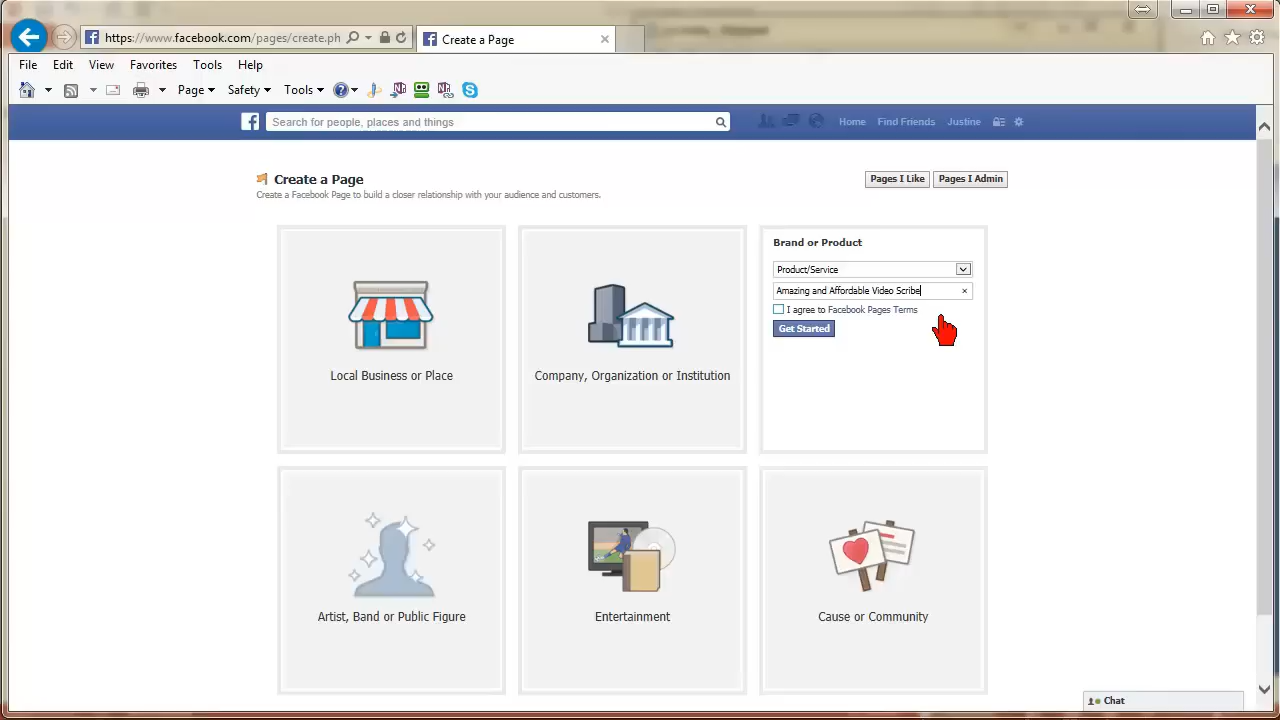 https://www.facebook.com/pages/create.ph
Create a Page
File Edit View Favorites Tools Help
Page Safety Tools
Search for people, places and things
Home Find Friends Justine
Create a Page
Create a Facebook Page to build a closer relationship with your audience and customers.
Pages I Like Pages I Admin
Local Business or Place
Company, Organization or Institution
Brand or Product
Product/Service
Amazing and Affordable Video Scribe
I agree to Facebook Pages Terms
Get Started
Artist, Band or Public Figure
Entertainment
Cause or Community
Chat